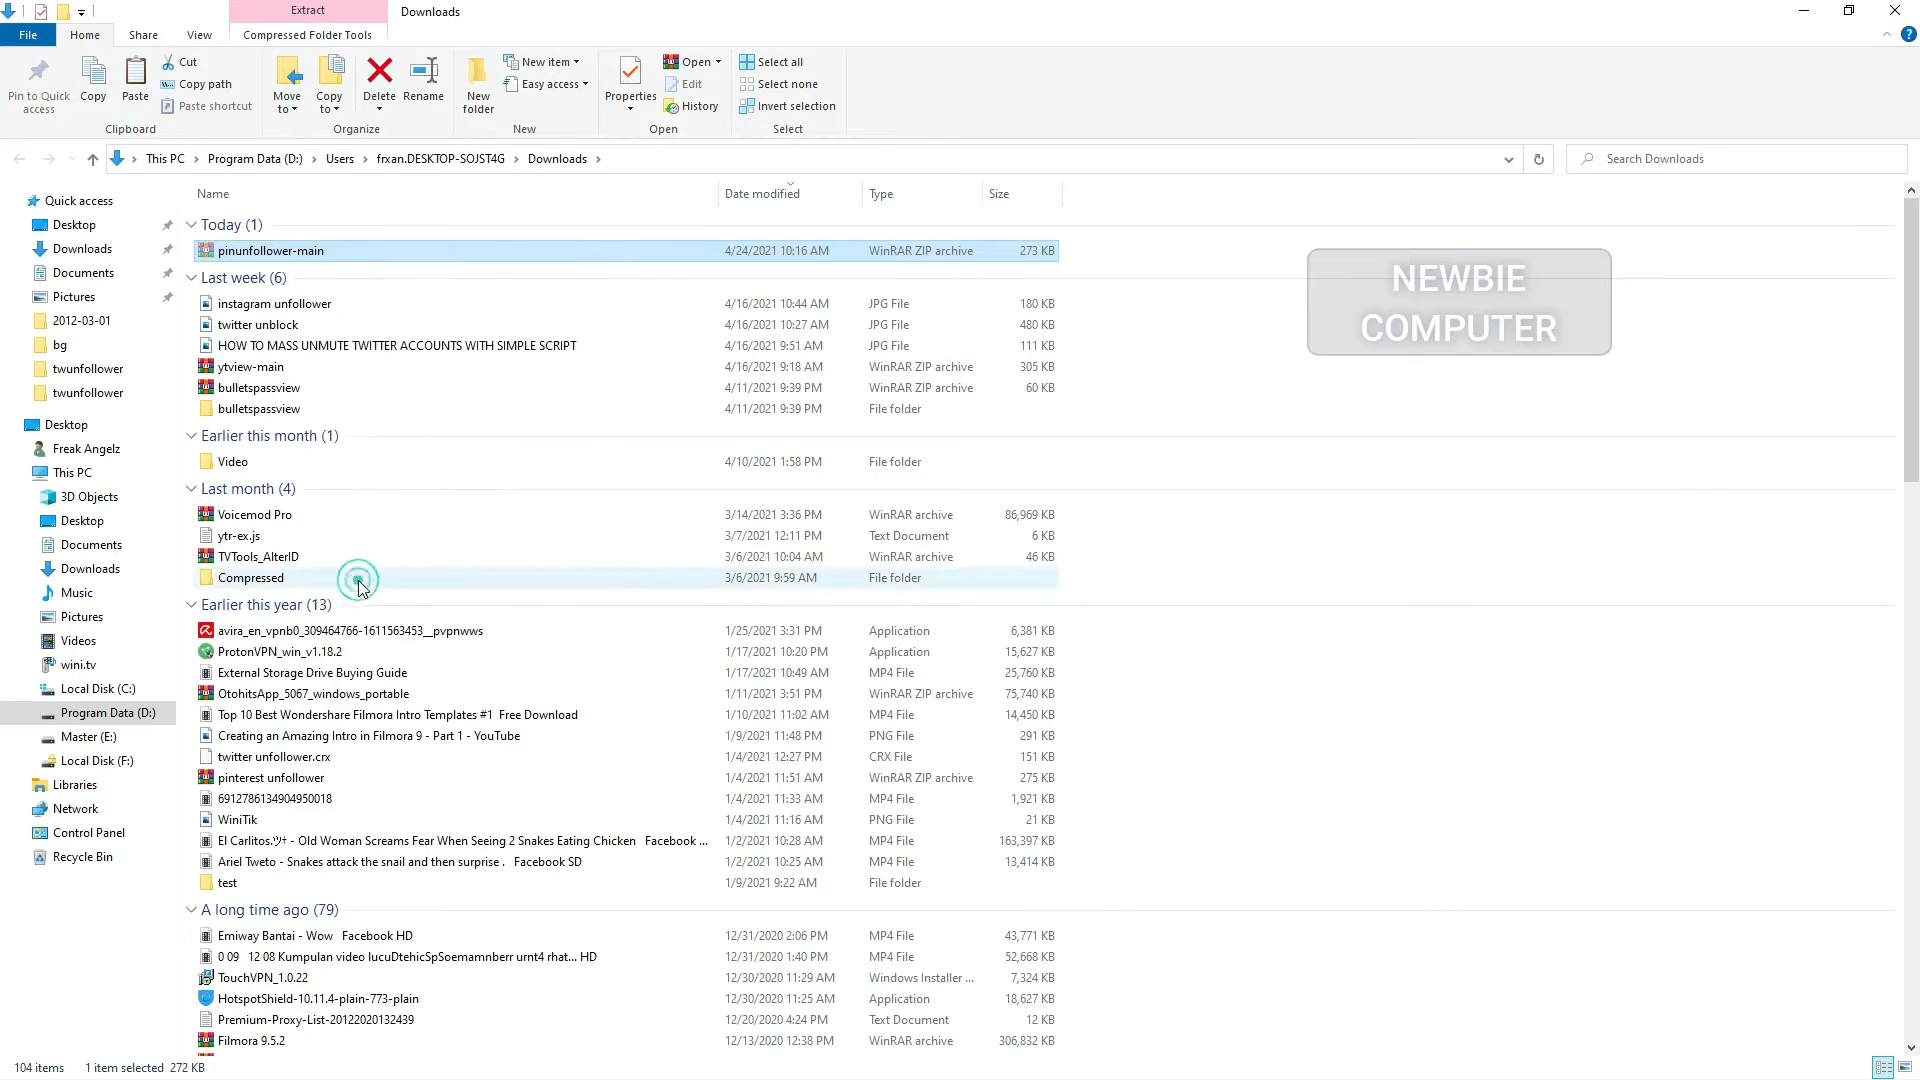 Extract
Downloads
File
Home
Share
View
Compressed Folder Tools
Pin to Quick access
Copy
Paste
Cut
Copy path
Paste shortcut
Clipboard
Move to
Copy to
Delete
Rename
Organize
New folder
New item
Easy access
New
Properties
Open
Edit
History
Open
Select all
Select none
Invert selection
Select
This PC > Program Data (D:) > Users > frxan.DESKTOP-SOJST4G > Downloads >
Search Downloads
Quick access
Desktop
Downloads
Documents
Pictures
2012-03-01
bg
twunfollower
twunfollower
Desktop
Freak Angelz
This PC
3D Objects
Desktop
Documents
Downloads
Music
Pictures
Videos
wini.tv
Local Disk (C:)
Program Data (D:)
Master (E:)
Local Disk (F:)
Libraries
Network
Control Panel
Recycle Bin
Name Date modified Type Size
Today (1)
pinunfollower-main 4/24/2021 10:16 AM WinRAR ZIP archive 273 KB
Last week (6)
instagram unfollower 4/16/2021 10:44 AM JPG File 180 KB
twitter unblock 4/16/2021 10:27 AM JPG File 480 KB
HOW TO MASS UNMUTE TWITTER ACCOUNTS WITH SIMPLE SCRIPT 4/16/2021 9:51 AM JPG File 111 KB
ytview-main 4/16/2021 9:18 AM WinRAR ZIP archive 305 KB
bulletspassview 4/11/2021 9:39 PM WinRAR ZIP archive 60 KB
bulletspassview 4/11/2021 9:39 PM File folder
Earlier this month (1)
Video 4/10/2021 1:58 PM File folder
Last month (4)
Voicemod Pro 3/14/2021 3:36 PM WinRAR archive 86,969 KB
ytr-ex.js 3/7/2021 12:11 PM Text Document 6 KB
TVTools_AlterID 3/6/2021 10:04 AM WinRAR archive 46 KB
Compressed 3/6/2021 9:59 AM File folder
Earlier this year (13)
avira_en_vpnb0_309464766-1611563453__pvpnwws 1/25/2021 3:31 PM Application 6,381 KB
ProtonVPN_win_v1.18.2 1/17/2021 10:20 PM Application 15,627 KB
External Storage Drive Buying Guide 1/17/2021 10:49 AM MP4 File 25,760 KB
OtohitsApp_5067_windows_portable 1/11/2021 3:51 PM WinRAR ZIP archive 75,740 KB
Top 10 Best Wondershare Filmora Intro Templates #1 Free Download 1/10/2021 11:02 AM MP4 File 14,450 KB
Creating an Amazing Intro in Filmora 9 - Part 1 - YouTube 1/9/2021 11:48 PM PNG File 291 KB
twitter unfollower.crx 1/4/2021 12:27 PM CRX File 151 KB
pinterest unfollower 1/4/2021 11:51 AM WinRAR ZIP archive 275 KB
6912786134904950018 1/4/2021 11:33 AM MP4 File 1,921 KB
WiniTik 1/4/2021 11:16 AM PNG File 21 KB
El Carlitos.ツ† - Old Woman Screams Fear When Seeing 2 Snakes Eating Chicken Facebook ... 1/2/2021 10:28 AM MP4 File 163,397 KB
Ariel Tweto - Snakes attack the snail and then surprise . Facebook SD 1/2/2021 10:25 AM MP4 File 13,414 KB
test 1/9/2021 9:22 AM File folder
A long time ago (79)
Emiway Bantai - Wow Facebook HD 12/31/2020 2:06 PM MP4 File 43,771 KB
0 09 12 08 Kumpulan video lucuDtehicSpSoemamnberr urnt4 rhat... HD 12/31/2020 1:40 PM MP4 File 52,668 KB
TouchVPN_1.0.22 12/30/2020 11:29 AM Windows Installer ... 7,324 KB
HotspotShield-10.11.4-plain-773-plain 12/30/2020 11:25 AM Application 18,627 KB
Premium-Proxy-List-20122020132439 12/20/2020 4:24 PM Text Document 12 KB
Filmora 9.5.2 12/13/2020 12:38 PM WinRAR archive 306,832 KB
NEWBIE
COMPUTER
104 items 1 item selected 272 KB